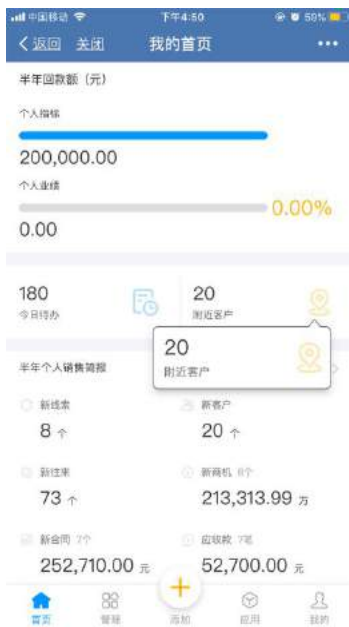 中国移动 下午4:50 59%
返回 关闭 我的首页
半年回款额（元）
个人指标
200,000.00
个人业绩
0.00%
0.00
180 20
今日待办 附近客户
20
附近客户
半年个人销售简报
新线索 新客户
8 个 20 个
新往来 新商机 8个
73 个 213,313.99 万
新合同 7个 应收款 7笔
252,710.00 元 52,700.00 元
首页 管理 添加 应用 我的